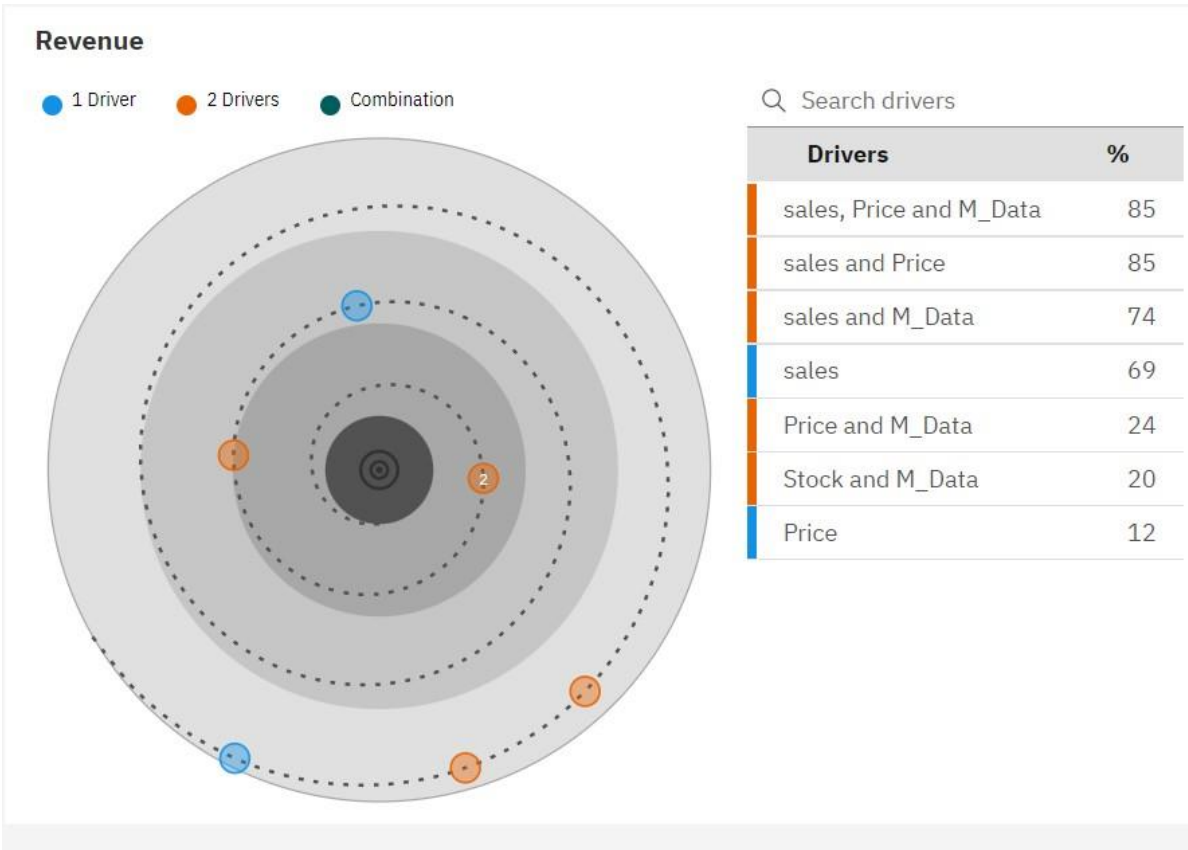 Revenue
1 Driver 2 Drivers Combination
2
Search drivers
Drivers %
sales, Price and M_Data 85
sales and Price 85
sales and M_Data 74
sales 69
Price and M_Data 24
Stock and M_Data 20
Price 12